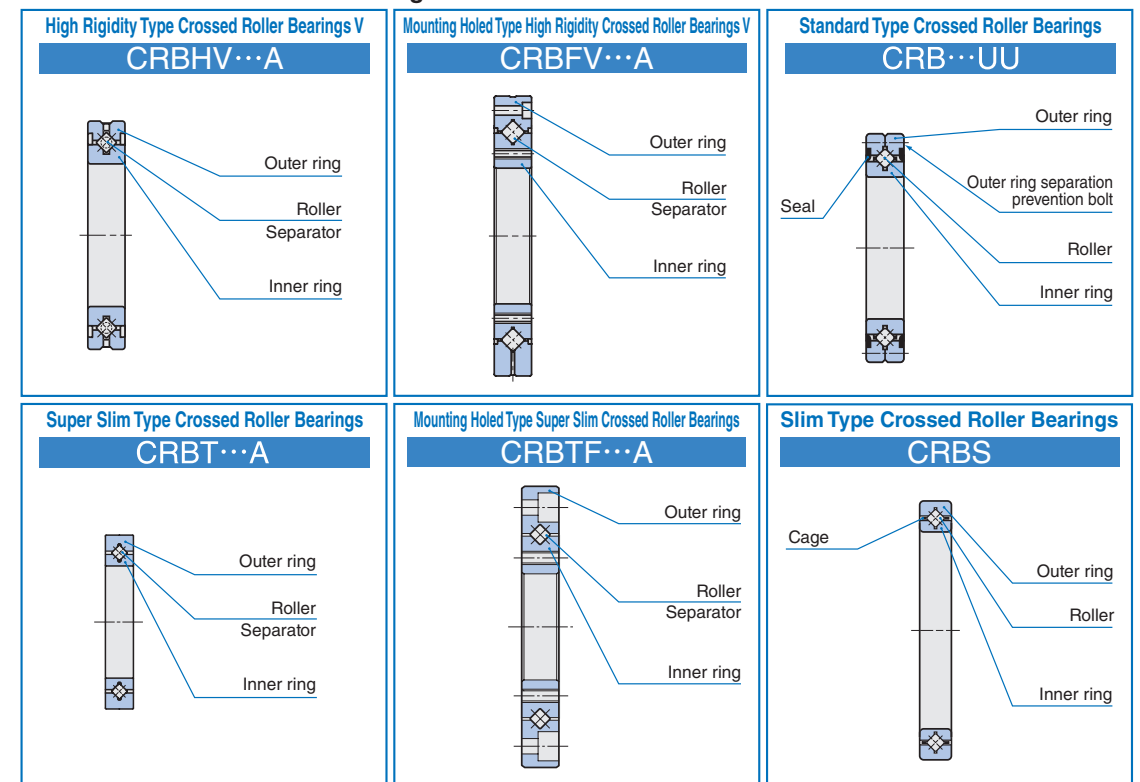 High Rigidity Type Crossed Roller Bearings V
CRBHV···A
Outer ring
Roller
Separator
Inner ring
Mounting Holed Type High Rigidity Crossed Roller Bearings V
CRBFV···A
Outer ring
Roller
Separator
Inner ring
Standard Type Crossed Roller Bearings
CRB···UU
Outer ring
Outer ring separation
prevention bolt
Seal
Roller
Inner ring
Super Slim Type Crossed Roller Bearings
CRBT···A
Outer ring
Roller
Separator
Inner ring
Mounting Holed Type Super Slim Crossed Roller Bearings
CRBTF···A
Outer ring
Roller
Separator
Inner ring
Slim Type Crossed Roller Bearings
CRBS
Cage
Outer ring
Roller
Inner ring